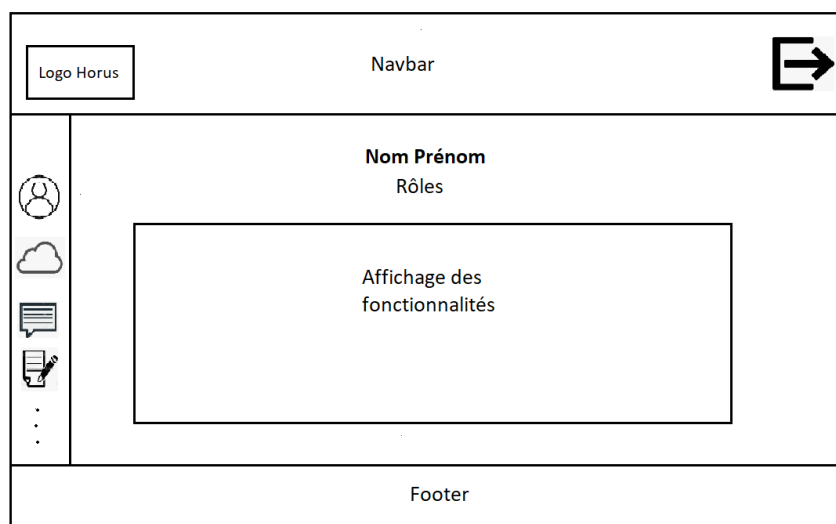 Logo Horus
Navbar
Nom Prénom
Rôles
Affichage des
fonctionnalités
Footer